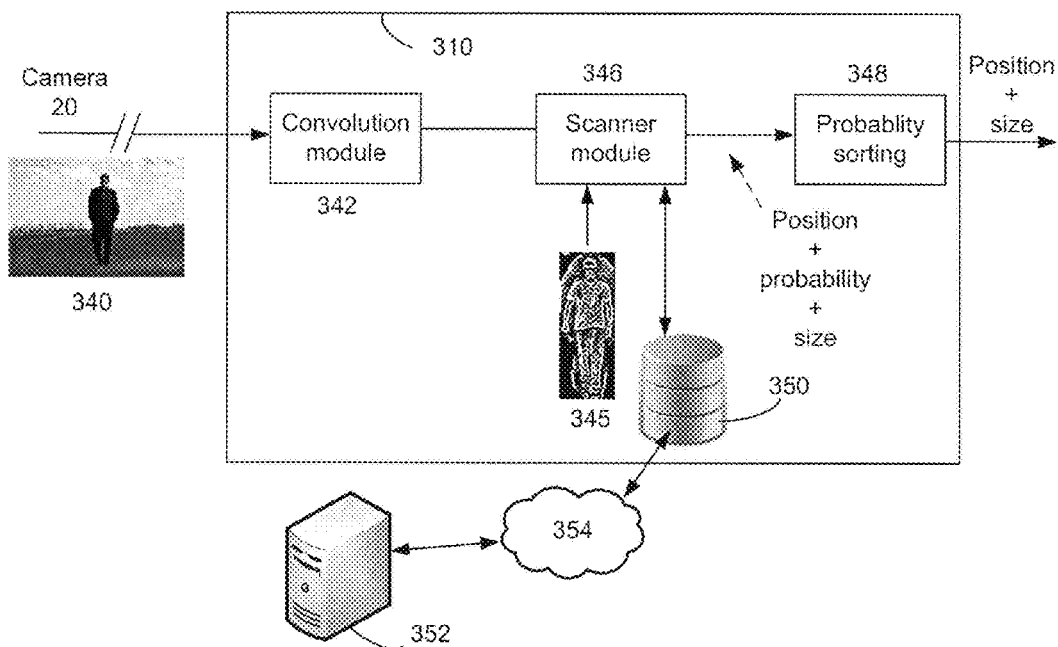 310
Camera
20
340
Convolution
module
342
346
Scanner
module
345
348
Probablity
sorting
Position
+
size
Position
+
probability
+
size
350
354
352